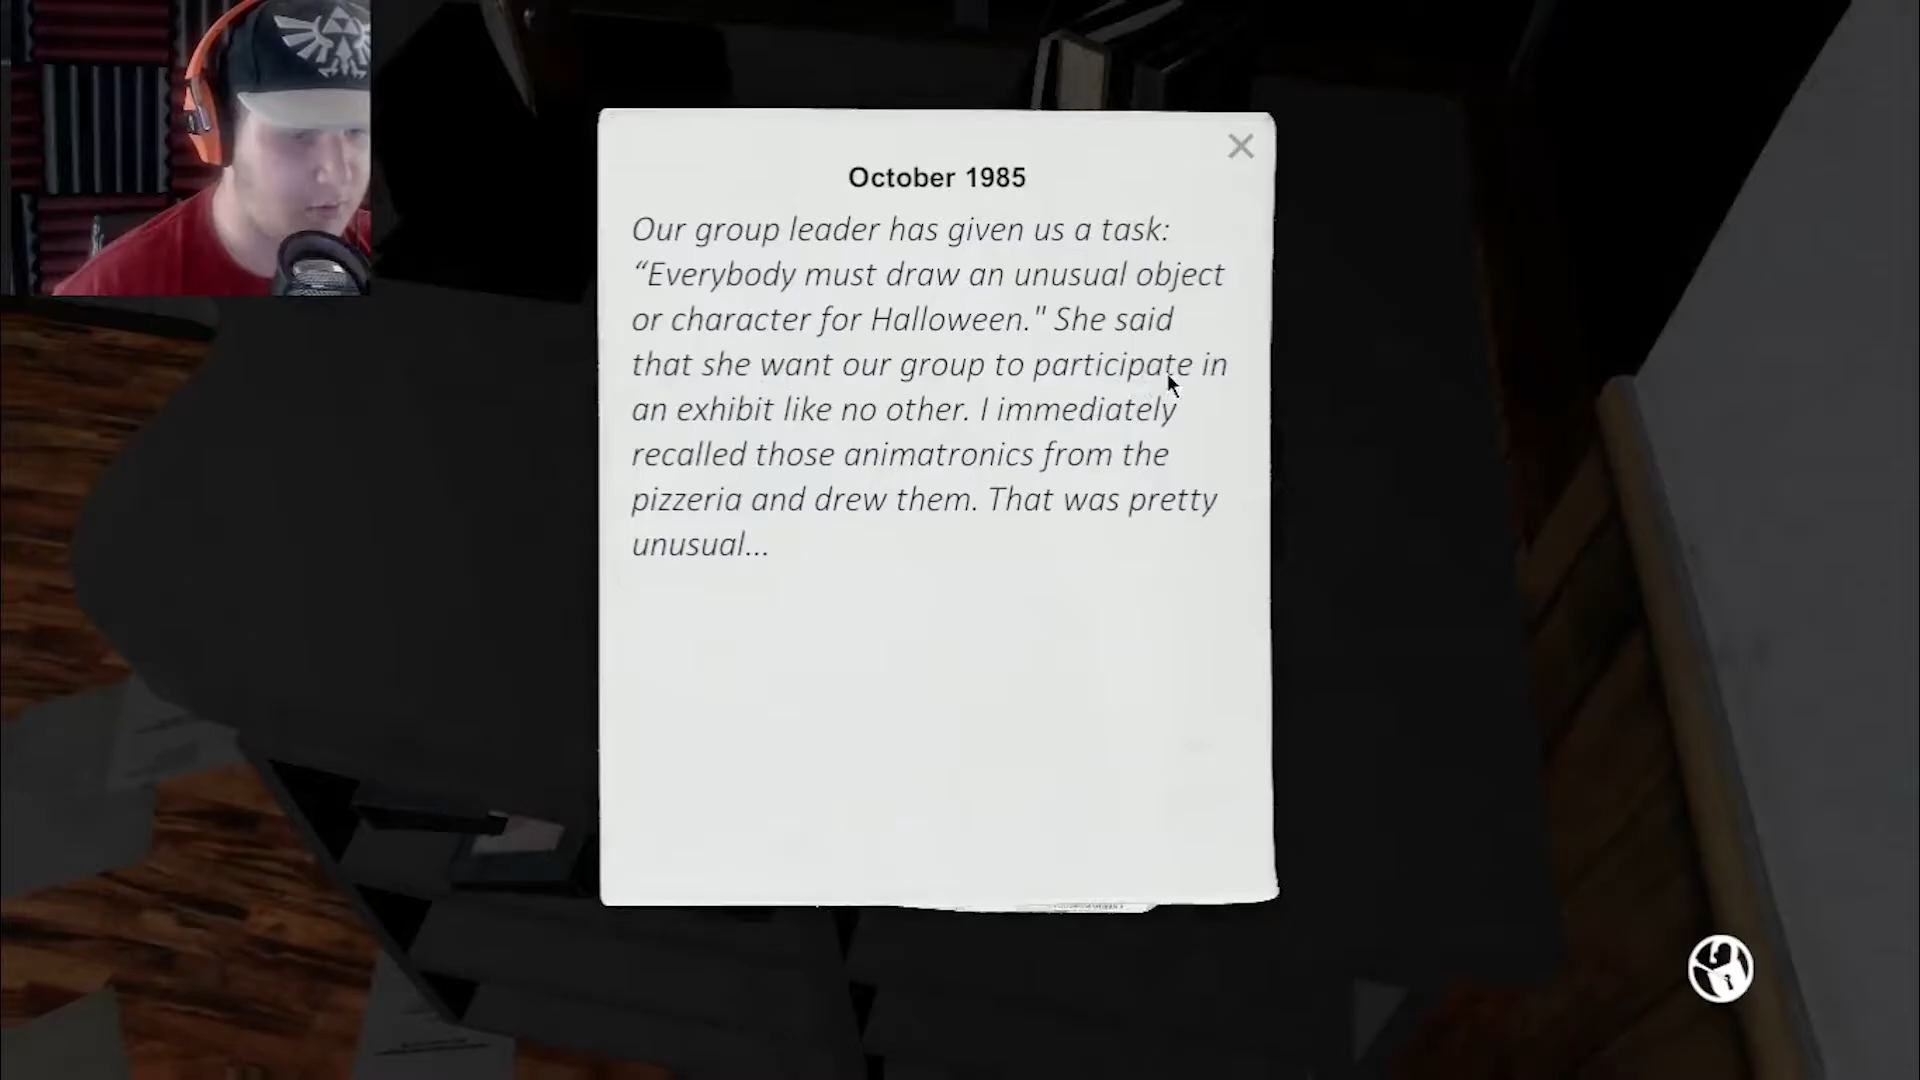 October 1985
Our group leader has given us a task:
“Everybody must draw an unusual object
or character for Halloween." She said
that she want our group to participate in
an exhibit like no other. I immediately
recalled those animatronics from the
pizzeria and drew them. That was pretty
unusual...